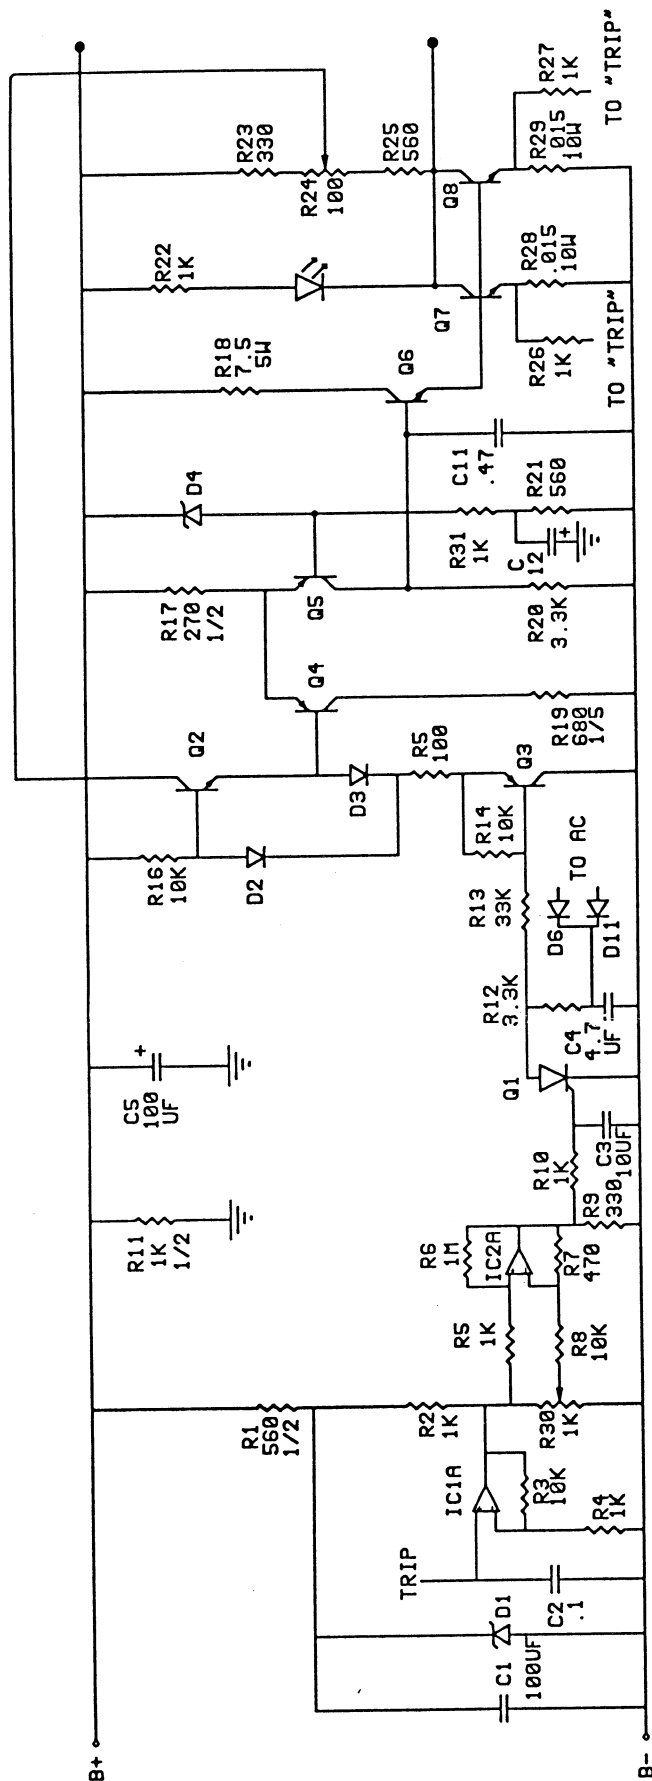 B+
B-
C1
100UF
D1
C2
.1
TRIP
IC1A
R3
10K
R4
1K
R1
560
1/2
R2
1K
R30
1K
R5
1K
R8
10K
R6
1M
IC2A
R7
470
R9
330
R10
1K
C3
10UF
R11
1K
1/2
C5
100
UF
+
Q1
R12
3.3K
C4
4.7
UF
D6
D11
TO AC
R13
33K
R14
10K
Q3
R5
100
D3
D2
R16
10K
Q2
Q4
R19
680
1/5
R17
270
1/2
Q5
R20
3.3K
D4
R31
1K
C
12
+
R21
560
C11
.47
Q6
R18
7.5
5W
R22
1K
Q7
R26
1K
TO "TRIP"
R28
.015
10W
R23
330
R24
100
R25
560
Q8
R29
.015
10W
R27
1K
TO "TRIP"